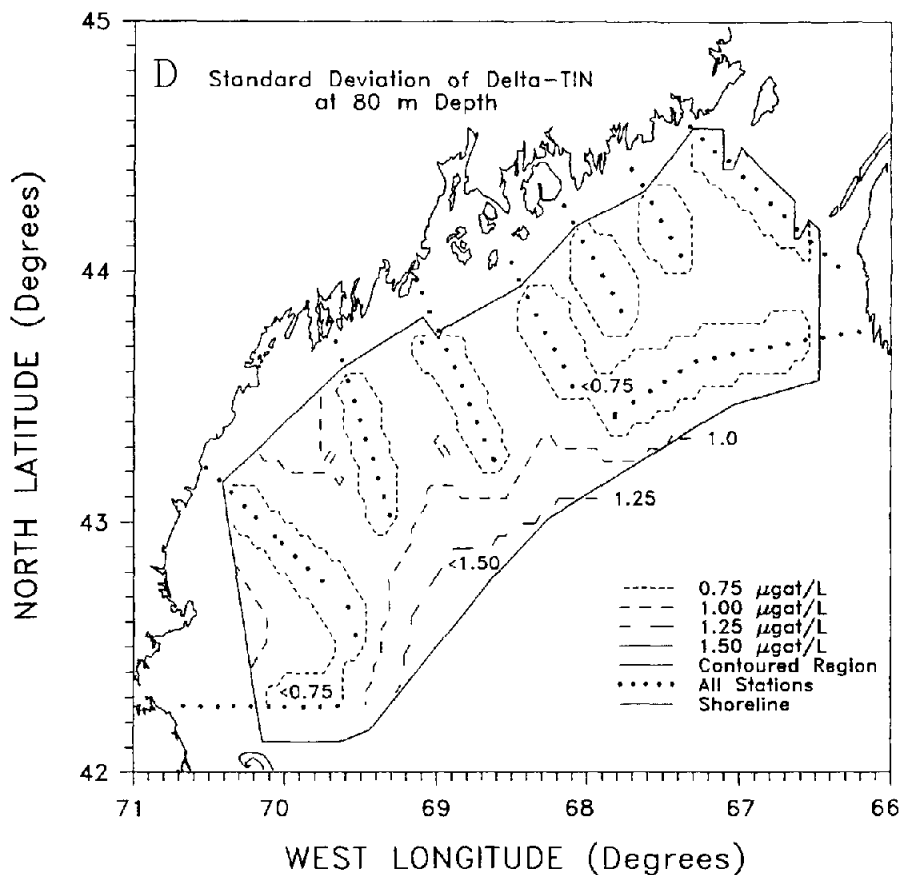 45
D Standard Deviation of Delta-TIN
at 80 m Depth
44
43
42
NORTH LATITUDE (Degrees)
<0.75
1.0
1.25
<1.50
<0.75
0.75 µgat/L
1.00 µgat/L
1.25 µgat/L
1.50 µgat/L
Contoured Region
All Stations
Shoreline
71 70 69 68 67 66
WEST LONGITUDE (Degrees)